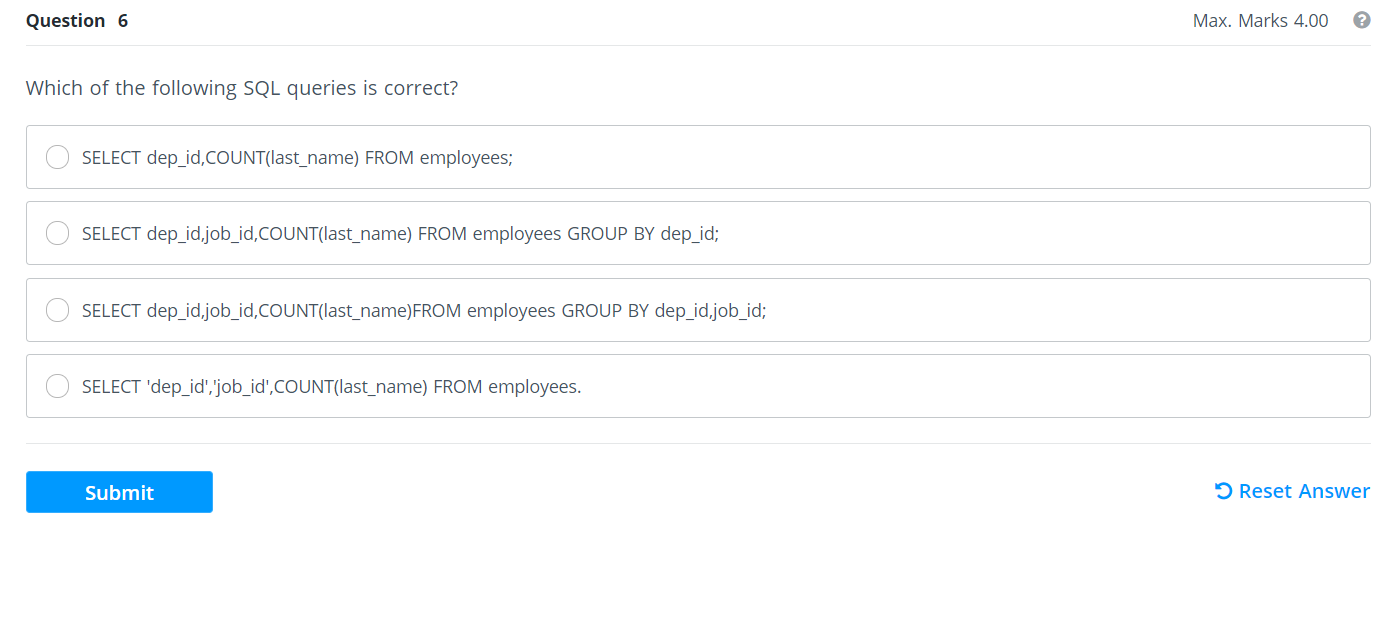 Question 6
Max. Marks 4.00
Which of the following SQL queries is correct?
SELECT dep_id,COUNT(last_name) FROM employees;
SELECT dep_id,job_id,COUNT(last_name) FROM employees GROUP BY dep_id;
SELECT dep_id,job_id,COUNT(last_name)FROM employees GROUP BY dep_id,job_id;
SELECT 'dep_id','job_id',COUNT(last_name) FROM employees.
Submit
Reset Answer